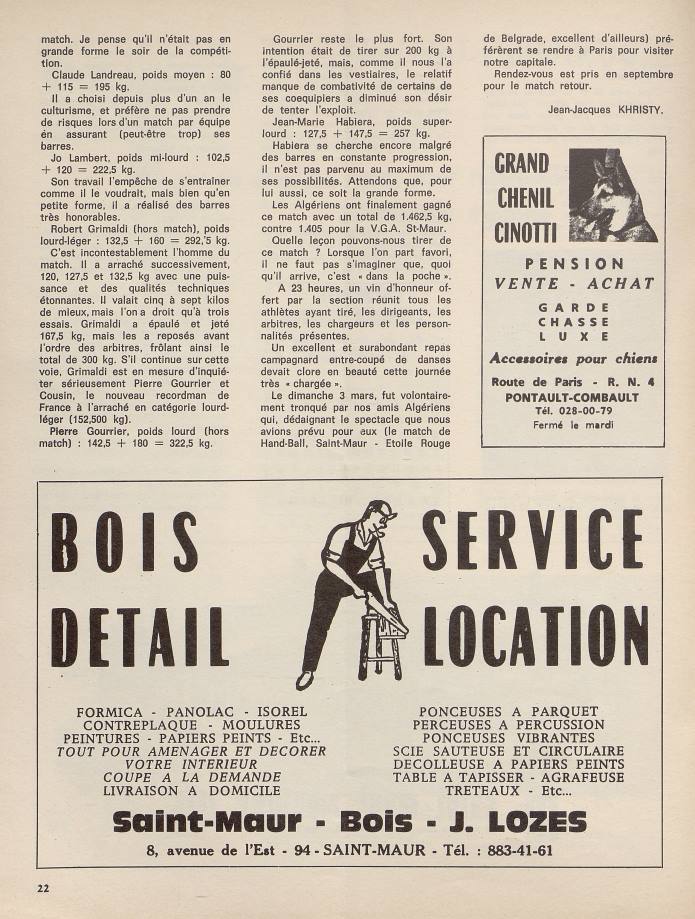 match. Je pense qu'il n'était pas en
grande forme le soir de la compéti-
tion.
Claude Landreau, poids moyen : 80
+ 115 = 195 kg.
Il a choisi depuis plus d'un an le
culturisme, et préfère ne pas prendre
de risques lors d'un match par équipe
én assurant (peut-être trop) ses
barres.
Jo Lambert, poids mi-lourd : 102,5
+ 120 = 222,5 kg.
Son travail l'empêche de s'entraîner
comme il le voudrait, mais bien qu'en
petite forme, il a réalisé des barres
très honorables.
Robert Grimaldi (hors match), poids
lourd-léger : 132,5 + 160 = 292,5 kg.
C'est incontestablement l'homme du
match. Il a arraché successivement,
120, 127,5 et 132,5 kg avec une puis-
sance et des qualités techniques
étonnantes. Il valait cinq à sept kilos
de mieux, mais l'on a droit qu'à trois
essais. Grimaldi a épaulé et jeté
167,5 kg, mais les a reposés avant
l'ordre des arbitres, frôlant ainsi le
total de 300 kg. S'il continue sur cette
voie, Grimaldi est en mesure d'inquié-
ter sérieusement Pierre Gourrier et
Cousin, le nouveau recordman de
France à l'arraché en catégorie lourd-
léger (152,500 kg).
Pierre Gourrier, poids lourd (hors
match) : 142,5 + 180 = 322,5 kg.
Gourrier reste le plus fort. Son
intention était de tirer sur 200 kg à
l'épaulé-jeté, mais, comme il nous l'a
confié dans les vestiaires, le relatif
manque de combativité de certains de
ses coequipiers a diminué son désir
de tenter l'exploit.
Jean-Marie Habiera, poids super-
lourd : 127,5 + 147,5 = 257 kg.
Habiera se cherche encore malgré
des barres en constante progression,
il n'est pas parvenu au maximum de
ses possibilités. Attendons que, pour
lui aussi, ce soit la grande forme.
Les Algériens ont finalement gagné
ce match avec un total de 1.462,5 kg,
contre 1.405 pour la V.G.A. St-Maur.
Quelle leçon pouvons-nous tirer de
ce match ? Lorsque l'on part favori,
il ne faut pas s'imaginer que, quoi
qu'il arrive, c'est « dans la poche ».
A 23 heures, un vin d'honneur of-
fert par la section réunit tous les
athlètes ayant tiré, les dirigeants, les
arbitres, les chargeurs et les person-
nalités présentes.
Un excellent et surabondant repas
campagnard entre-coupé de danses
devait clore en beauté cette journée
très « chargée ».
Le dimanche 3 mars, fut volontaire-
ment tronqué par nos amis Algériens
qui, dédaignant le spectacle que nous
avions prévu pour eux (le match de
Hand-Ball, Saint-Maur - Etoile Rouge
de Belgrade, excellent d'ailleurs) pré-
férèrent se rendre à Paris pour visiter
notre capitale.
Rendez-vous est pris en septembre
pour le match retour.
Jean-Jacques KHRISTY.
GRAND
CHENIL
CINOTTI
PENSION
VENTE - ACHAT
GARDE
CHASSE
LUXE
Accessoires pour chiens
Route de Paris - R. N. 4
PONTAULT-COMBAULT
Tél. 028-00-79
Fermé le mardi
BOIS
DETAIL
SERVICE
LOCATION
FORMICA - PANOLAC - ISOREL
CONTREPLAQUE - MOULURES
PEINTURES - PAPIERS PEINTS - Etc...
TOUT POUR AMENAGER ET DECORER
VOTRE INTERIEUR
COUPE A LA DEMANDE
LIVRAISON A DOMICILE
PONCEUSES A PARQUET
PERCEUSES A PERCUSSION
PONCEUSES VIBRANTES
SCIE SAUTEUSE ET CIRCULAIRE
DECOLLEUSE A PAPIERS PEINTS
TABLE A TAPISSER - AGRAFEUSE
TRETEAUX - Etc...
Saint-Maur - Bois - J. LOZES
8, avenue de l'Est - 94 - SAINT-MAUR - Tél. : 883-41-61
22